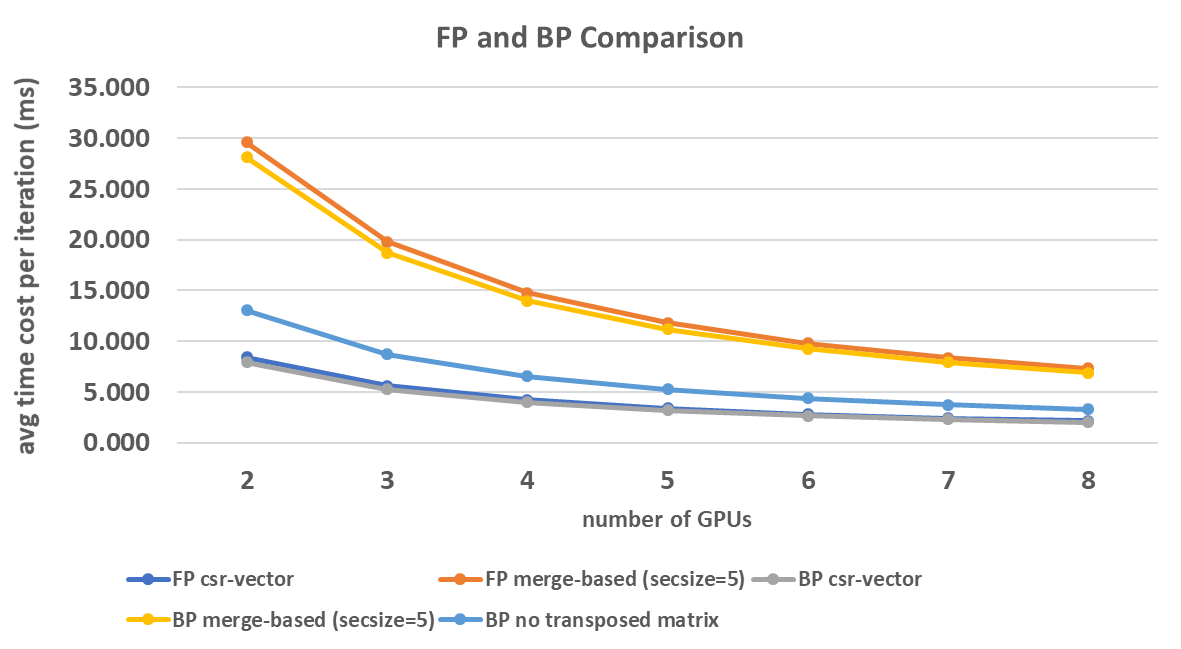 FP and BP Comparison
avg time cost per iteration (ms)
35.000
30.000
25.000
20.000
15.000
10.000
5.000
0.000
2 3 4 5 6 7 8
number of GPUs
FP csr-vector FP merge-based (secsize=5) BP csr-vector
BP merge-based (secsize=5) BP no transposed matrix